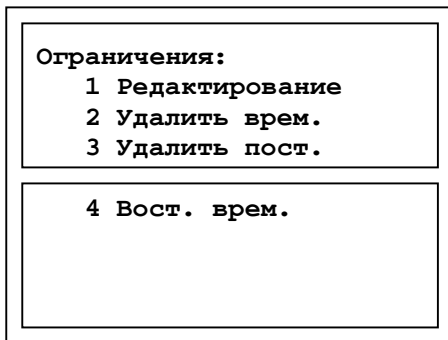 Ограничения:
1 Редактирование
2 Удалить врем.
3 Удалить пост.
4 Вост. врем.